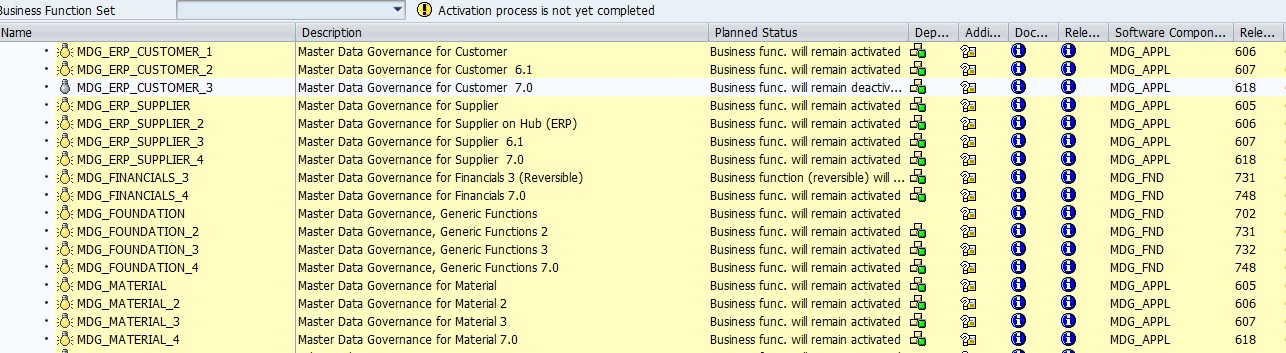 Business Function Set Activation process is not yet completed
Name Description Planned Status Dep... Addi... Doc... Rele... Software Compon... Rele...
MDG_ERP_CUSTOMER_1 Master Data Governance for Customer Business func. will remain activated MDG_APPL 606
MDG_ERP_CUSTOMER_2 Master Data Governance for Customer 6.1 Business func. will remain activated MDG_APPL 607
MDG_ERP_CUSTOMER_3 Master Data Governance for Customer 7.0 Business func. will remain deactiv... MDG_APPL 618
MDG_ERP_SUPPLIER Master Data Governance for Supplier Business func. will remain activated MDG_APPL 605
MDG_ERP_SUPPLIER_2 Master Data Governance for Supplier on Hub (ERP) Business func. will remain activated MDG_APPL 606
MDG_ERP_SUPPLIER_3 Master Data Governance for Supplier 6.1 Business func. will remain activated MDG_APPL 607
MDG_ERP_SUPPLIER_4 Master Data Governance for Supplier 7.0 Business func. will remain activated MDG_APPL 618
MDG_FINANCIALS_3 Master Data Governance for Financials 3 (Reversible) Business function (reversible) will ... MDG_FND 731
MDG_FINANCIALS_4 Master Data Governance for Financials 7.0 Business func. will remain activated MDG_FND 748
MDG_FOUNDATION Master Data Governance, Generic Functions Business func. will remain activated MDG_FND 702
MDG_FOUNDATION_2 Master Data Governance, Generic Functions 2 Business func. will remain activated MDG_FND 731
MDG_FOUNDATION_3 Master Data Governance, Generic Functions 3 Business func. will remain activated MDG_FND 732
MDG_FOUNDATION_4 Master Data Governance, Generic Functions 7.0 Business func. will remain activated MDG_FND 748
MDG_MATERIAL Master Data Governance for Material Business func. will remain activated MDG_APPL 605
MDG_MATERIAL_2 Master Data Governance for Material 2 Business func. will remain activated MDG_APPL 606
MDG_MATERIAL_3 Master Data Governance for Material 3 Business func. will remain activated MDG_APPL 607
MDG_MATERIAL_4 Master Data Governance for Material 7.0 Business func. will remain activated MDG_APPL 618